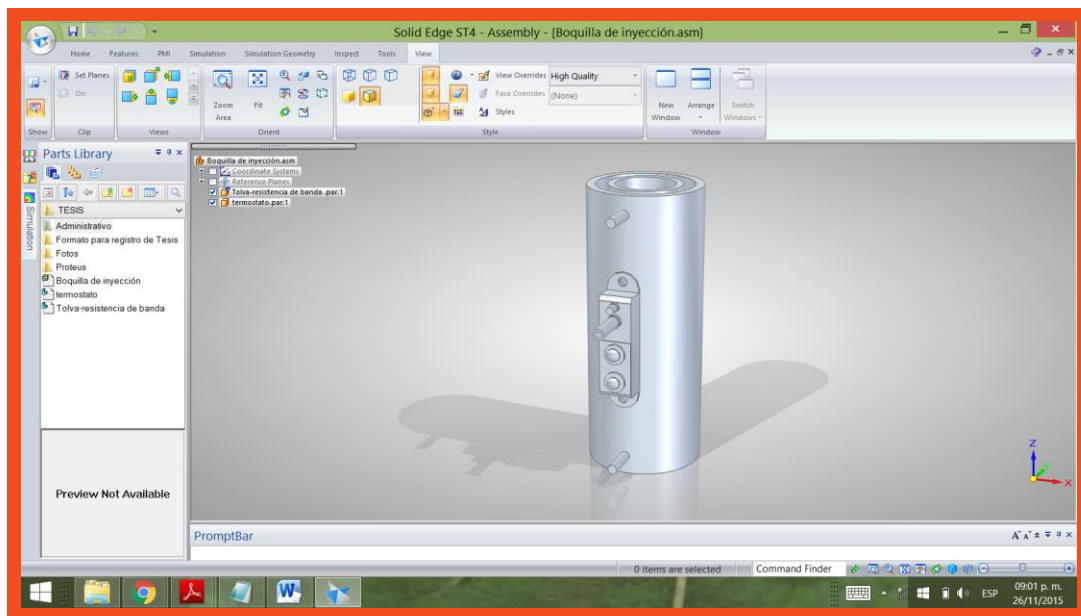 Solid Edge ST4 - Assembly - [Boquilla de inyección.asm]
Home Features PMI Simulation Simulation Geometry Inspect Tools View
Set Planes
On
Zoom Area
Fit
View Overrides High Quality
Face Overrides (None)
Styles
New Window
Arrange
Switch Windows
Show Clip Views Orient Style Window
Parts Library
Simulation
TESIS
Administrativo
Formato para registro de Tesis
Fotos
Proteus
Boquilla de inyección
termostato
Tolva-resistencia de banda
Preview Not Available
Boquilla de inyección.asm
Coordinate Systems
Reference Planes
Tolva-resistencia de banda .par:1
termostato.par:1
Z
X
PromptBar
0 items are selected
Command Finder
ESP
09:01 p. m.
26/11/2015